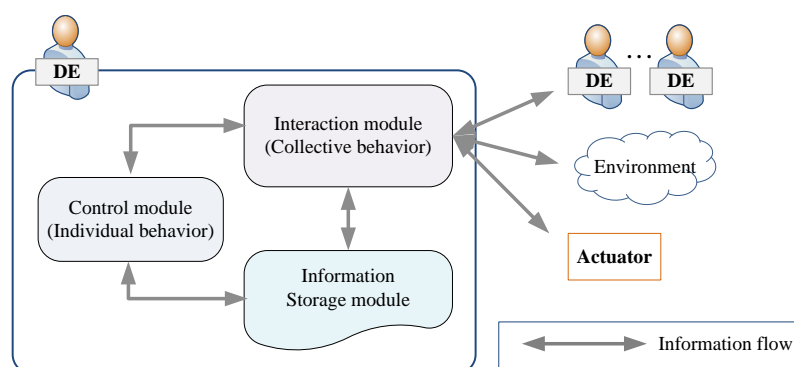 DE
DE
...
DE
Interaction module
(Collective behavior)
Environment
Control module
(Individual behavior)
Actuator
Information
Storage module
Information flow